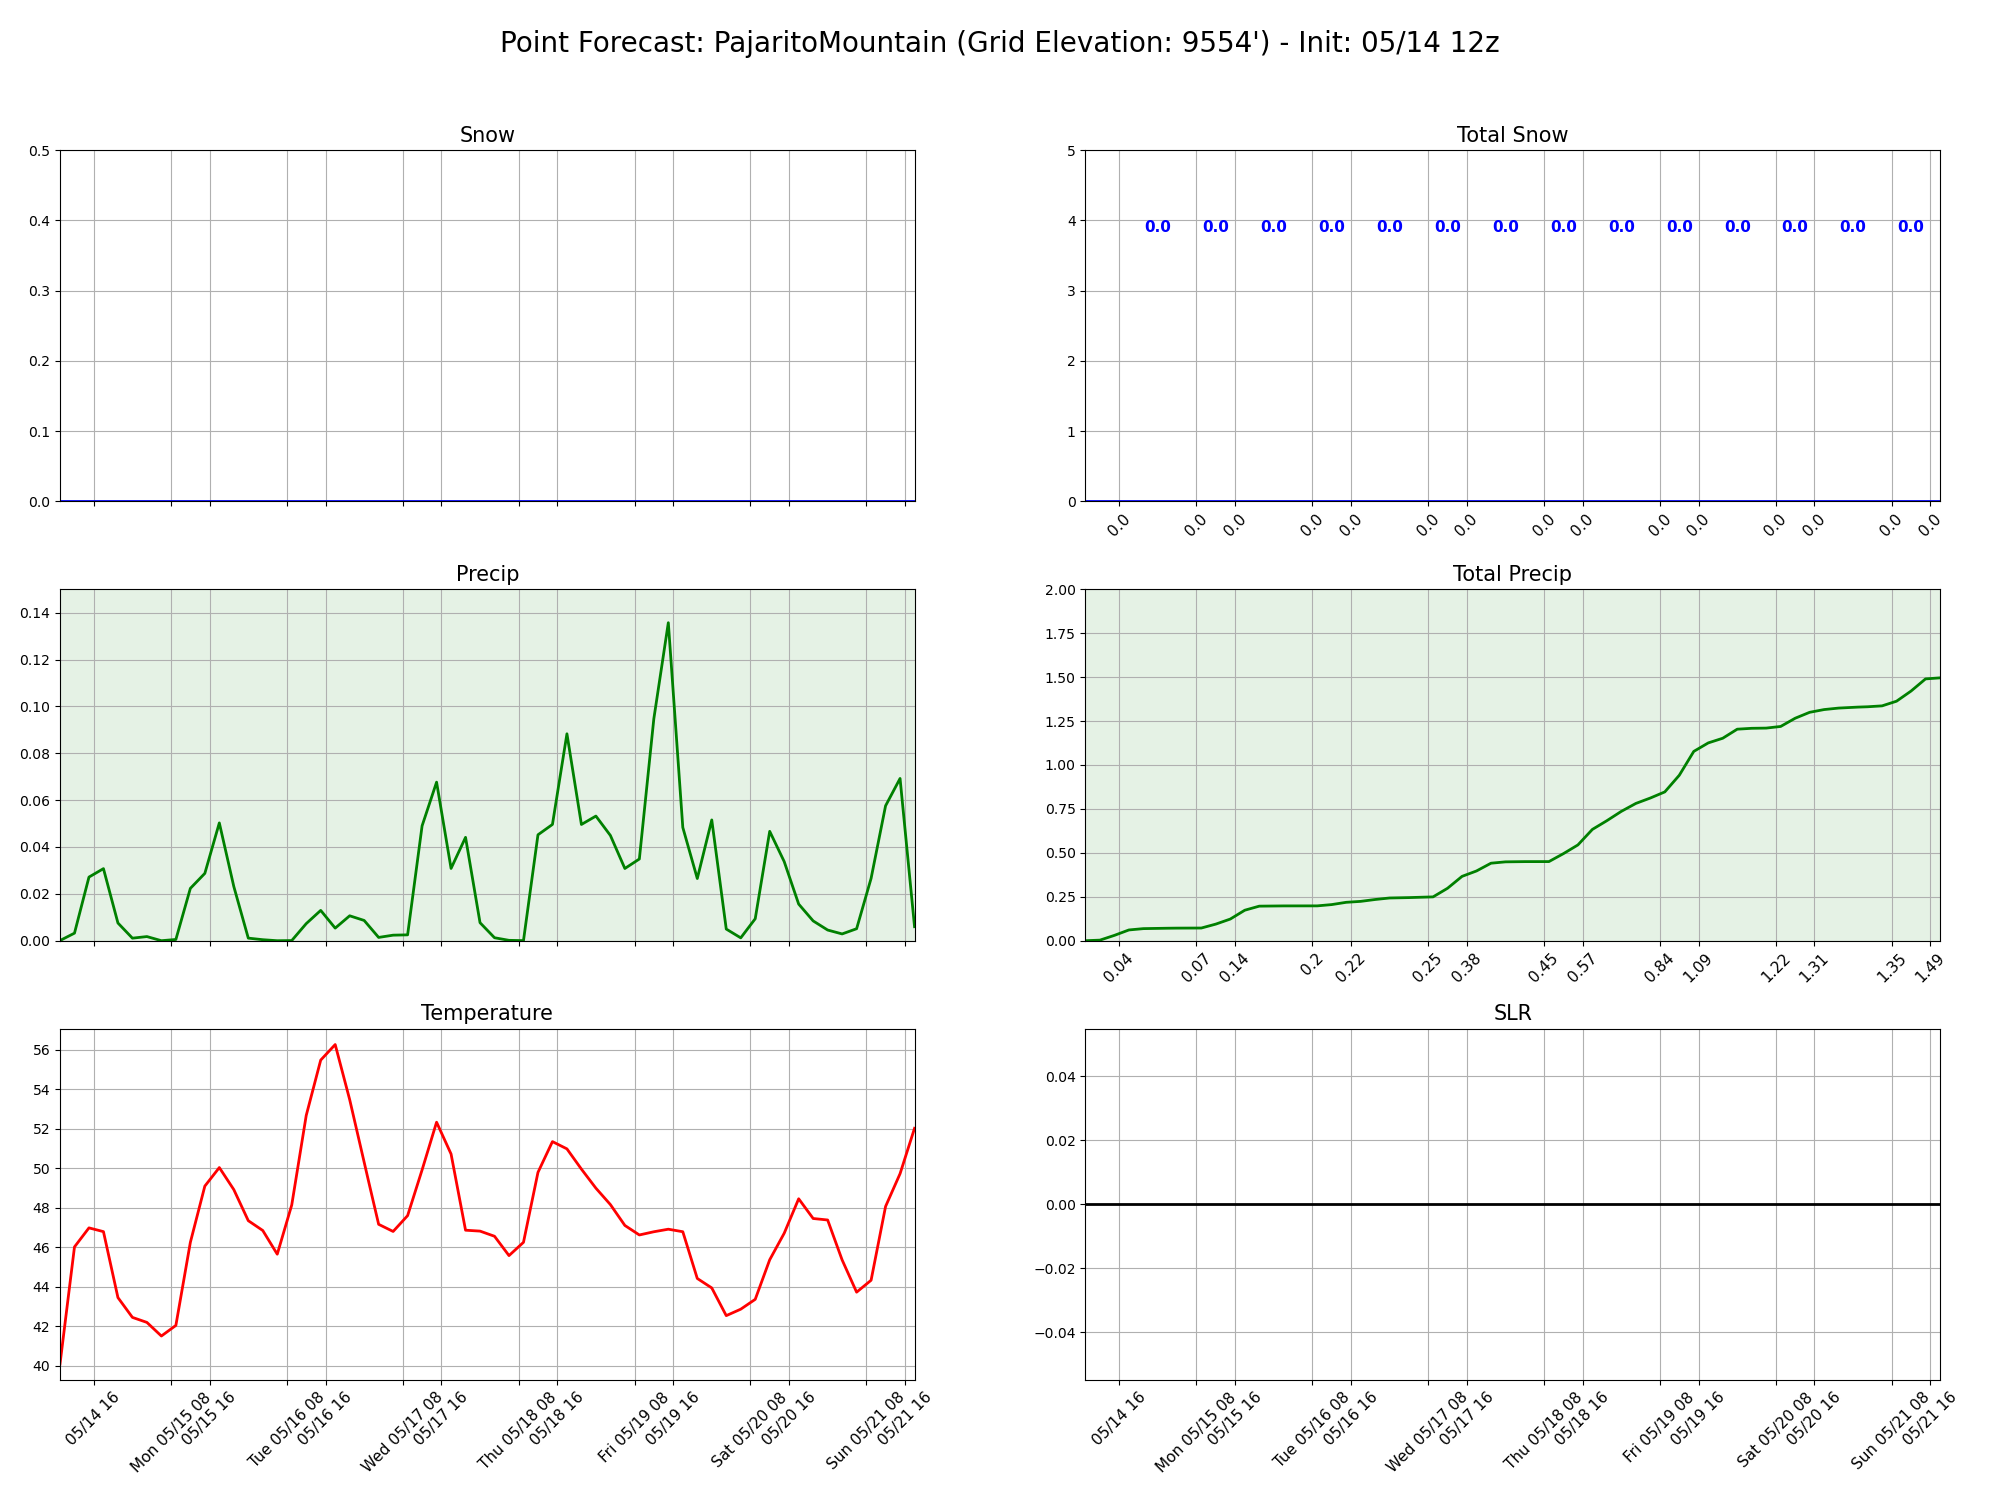 Point Forecast: PajaritoMountain (Grid Elevation: 9554') - Init: 05/14 12z
Snow
0.5
0.4
0.3
0.2
0.1
0.0
Total Snow
5
4
3
2
1
0
0.0 0.0 0.0 0.0 0.0 0.0 0.0 0.0 0.0 0.0 0.0 0.0 0.0 0.0
0.0 0.0 0.0 0.0 0.0 0.0 0.0 0.0 0.0 0.0 0.0 0.0 0.0 0.0 0.0
Precip
0.14
0.12
0.10
0.08
0.06
0.04
0.02
0.00
Total Precip
2.00
1.75
1.50
1.25
1.00
0.75
0.50
0.25
0.00
0.04 0.07 0.14 0.2 0.22 0.25 0.38 0.45 0.57 0.84 1.09 1.22 1.31 1.35 1.49
Temperature
56
54
52
50
48
46
44
42
40
05/14 16
Mon 05/15 08
05/15 16
Tue 05/16 08
05/16 16
Wed 05/17 08
05/17 16
Thu 05/18 08
05/18 16
Fri 05/19 08
05/19 16
Sat 05/20 08
05/20 16
Sun 05/21 08
05/21 16
SLR
0.04
0.02
0.00
−0.02
−0.04
05/14 16
Mon 05/15 08
05/15 16
Tue 05/16 08
05/16 16
Wed 05/17 08
05/17 16
Thu 05/18 08
05/18 16
Fri 05/19 08
05/19 16
Sat 05/20 08
05/20 16
Sun 05/21 08
05/21 16